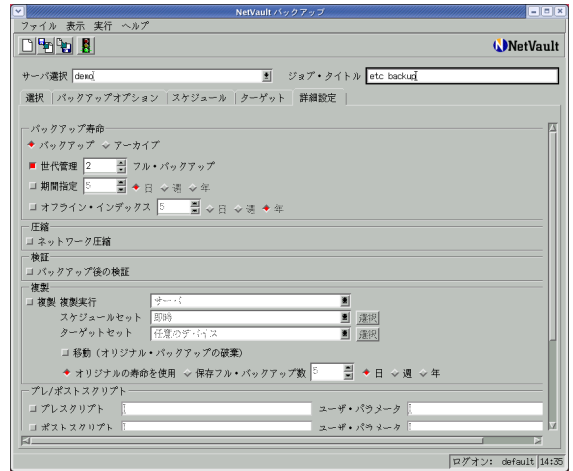 NetVault バックアップ
ファイル 表示 実行 ヘルプ
NetVault
サーバ選択 demo ジョブ・タイトル etc backup
選択 バックアップオプション スケジュール ターゲット 詳細設定
バックアップ寿命
バックアップ アーカイブ
世代管理 2 フル・バックアップ
期間指定 5 日 週 年
オフライン・インデックス 5 日 週 年
圧縮
ネットワーク圧縮
検証
バックアップ後の検証
複製
複製 複製実行 サーバ
スケジュールセット 即時 選択
ターゲットセット 任意のデバイス 選択
移動 (オリジナル・バックアップの破棄)
オリジナルの寿命を使用 保存フル・バックアップ数 5 日 週 年
プレ/ポストスクリプト
プレスクリプト ユーザ・パラメータ
ポストスクリプト ユーザ・パラメータ
ログオン: default 14:35